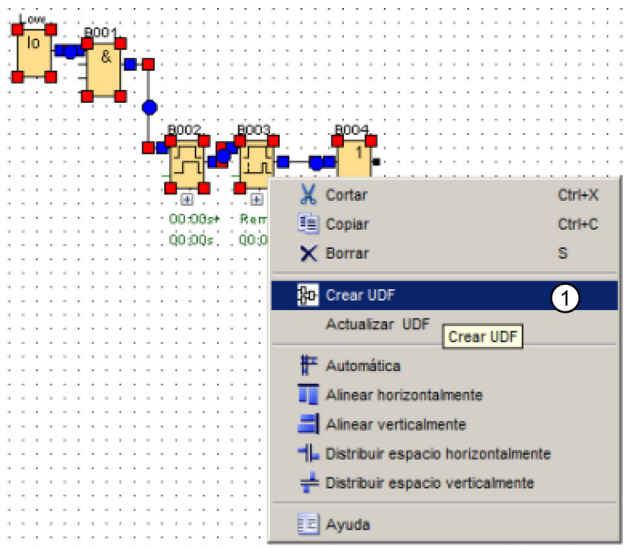 Low
lo
B001
&
B002
B003
B004
1
00:00s+
Rem
00:00s
00:0
Cortar Ctrl+X
Copiar Ctrl+C
Borrar S
Crear UDF 1
Actualizar UDF
Crear UDF
Automática
Alinear horizontalmente
Alinear verticalmente
Distribuir espacio horizontalmente
Distribuir espacio verticalmente
Ayuda